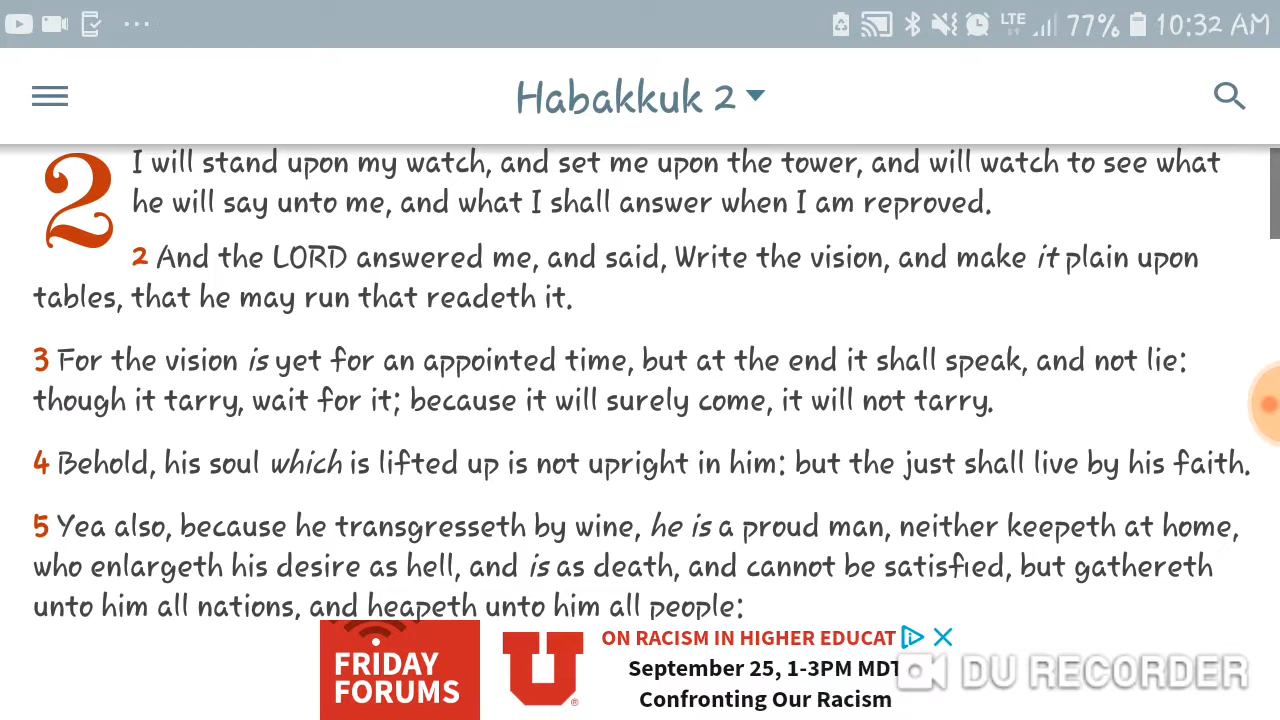 LTE 77% 10:32 AM
Habakkuk 2
2 I will stand upon my watch, and set me upon the tower, and will watch to see what
he will say unto me, and what I shall answer when I am reproved.
2 And the LORD answered me, and said, Write the vision, and make it plain upon
tables, that he may run that readeth it.
3 For the vision is yet for an appointed time, but at the end it shall speak, and not lie:
though it tarry, wait for it; because it will surely come, it will not tarry.
4 Behold, his soul which is lifted up is not upright in him: but the just shall live by his faith.
5 Yea also, because he transgresseth by wine, he is a proud man, neither keepeth at home,
who enlargeth his desire as hell, and is as death, and cannot be satisfied, but gathereth
unto him all nations, and heapeth unto him all people:
FRIDAY
FORUMS
U
ON RACISM IN HIGHER EDUCAT
September 25, 1-3PM MDT
Confronting Our Racism
DU RECORDER